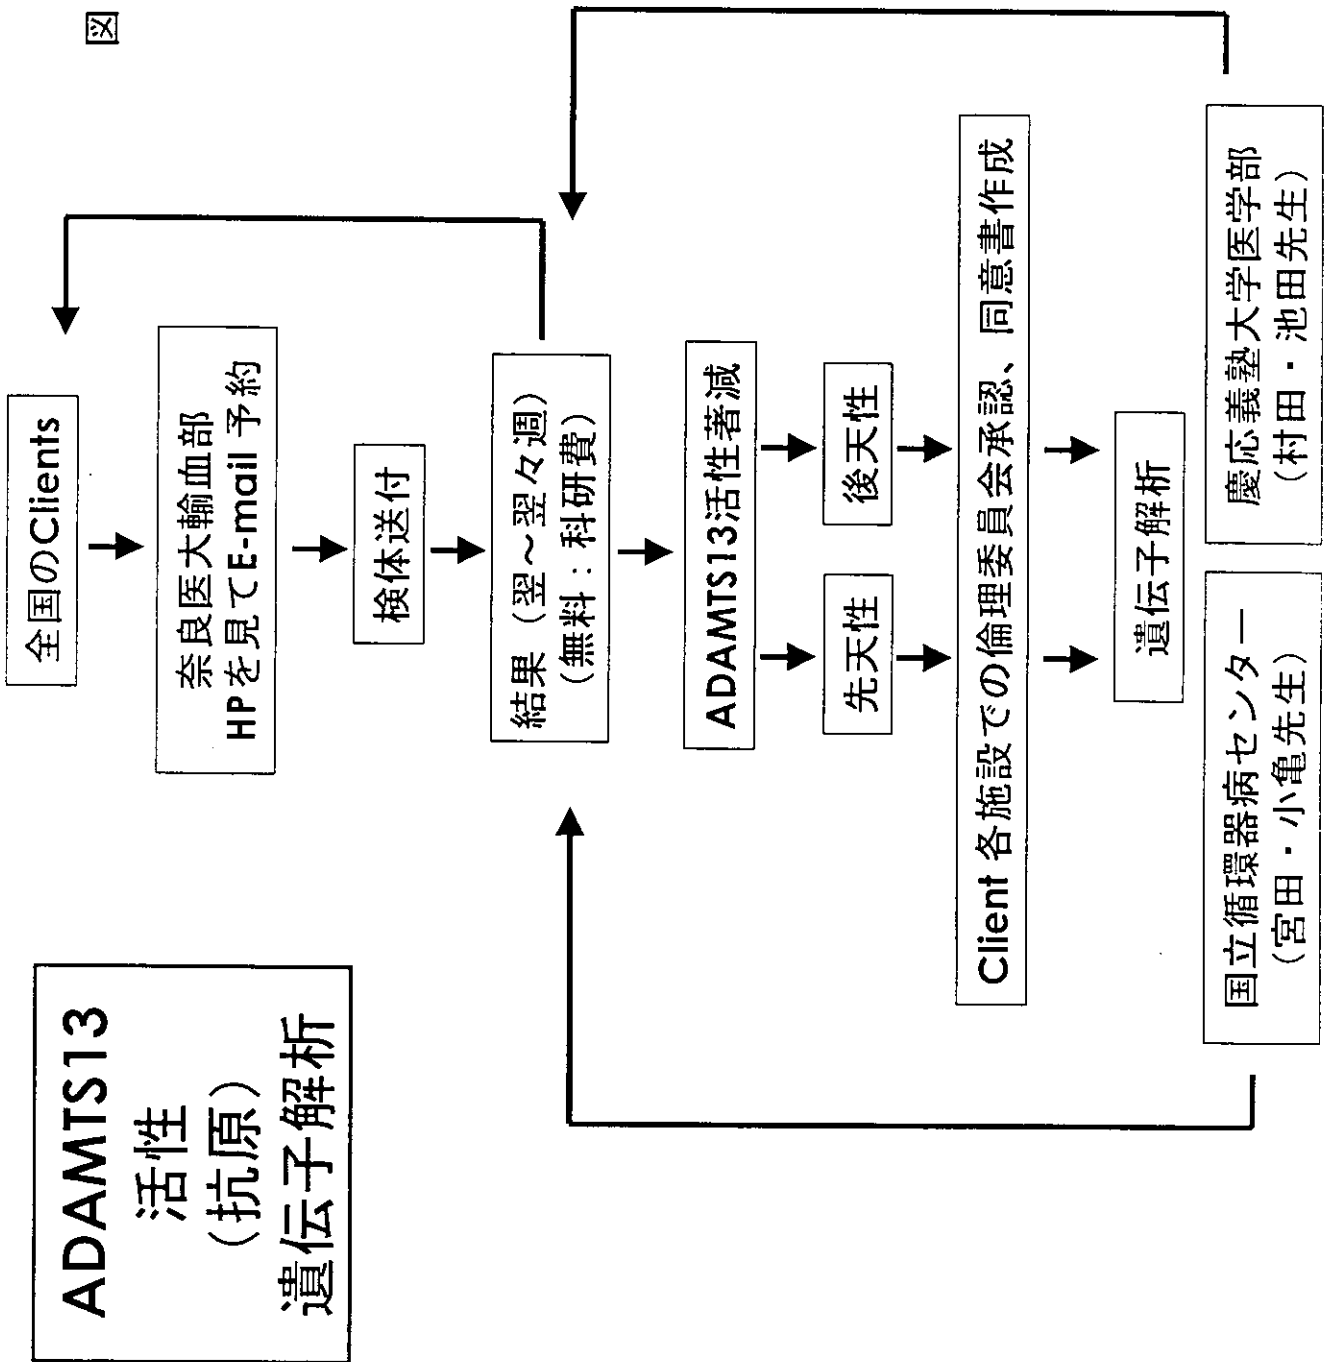 図
ADAMTS13
活性
(抗原)
遺伝子解析
全国のClients
奈良医大輸血部
HPを見てE-mail 予約
検体送付
結果(翌~翌々週)
(無料:科研費)
ADAMTS13活性著減
先天性
後天性
Client 各施設での倫理委員会承認、同意書作成
遺伝子解析
国立循環器病センター
(宮田・小亀先生)
慶応義塾大学医学部
(村田・池田先生)